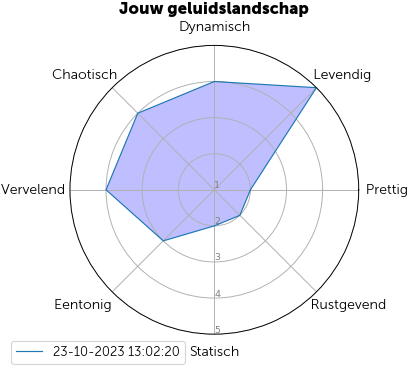 Jouw geluidslandschap
Dynamisch
Chaotisch
Levendig
Vervelend
1
Prettig
2
3
Eentonig
4
Rustgevend
5
23-10-2023 13:02:20
Statisch